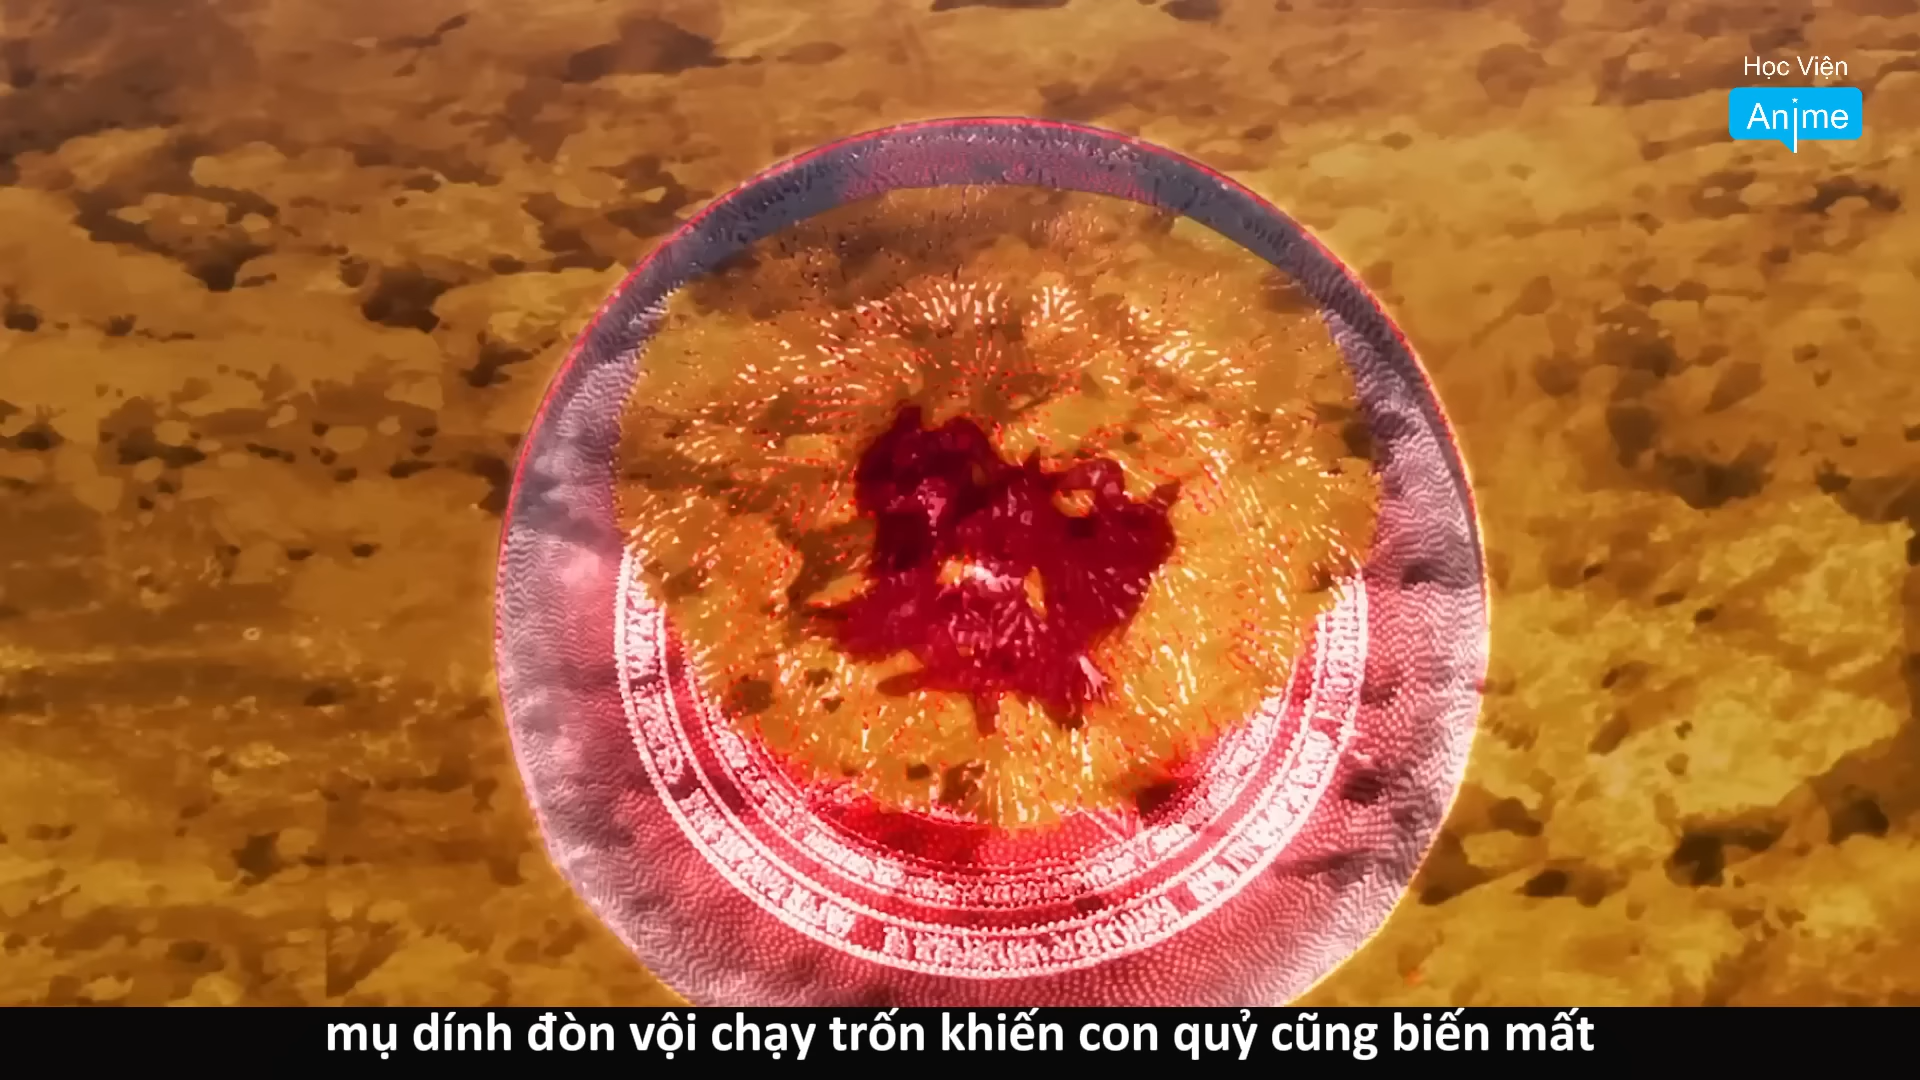 Học Viện
Anime
mụ dính đòn vội chạy trốn khiến con quỷ cũng biến mất